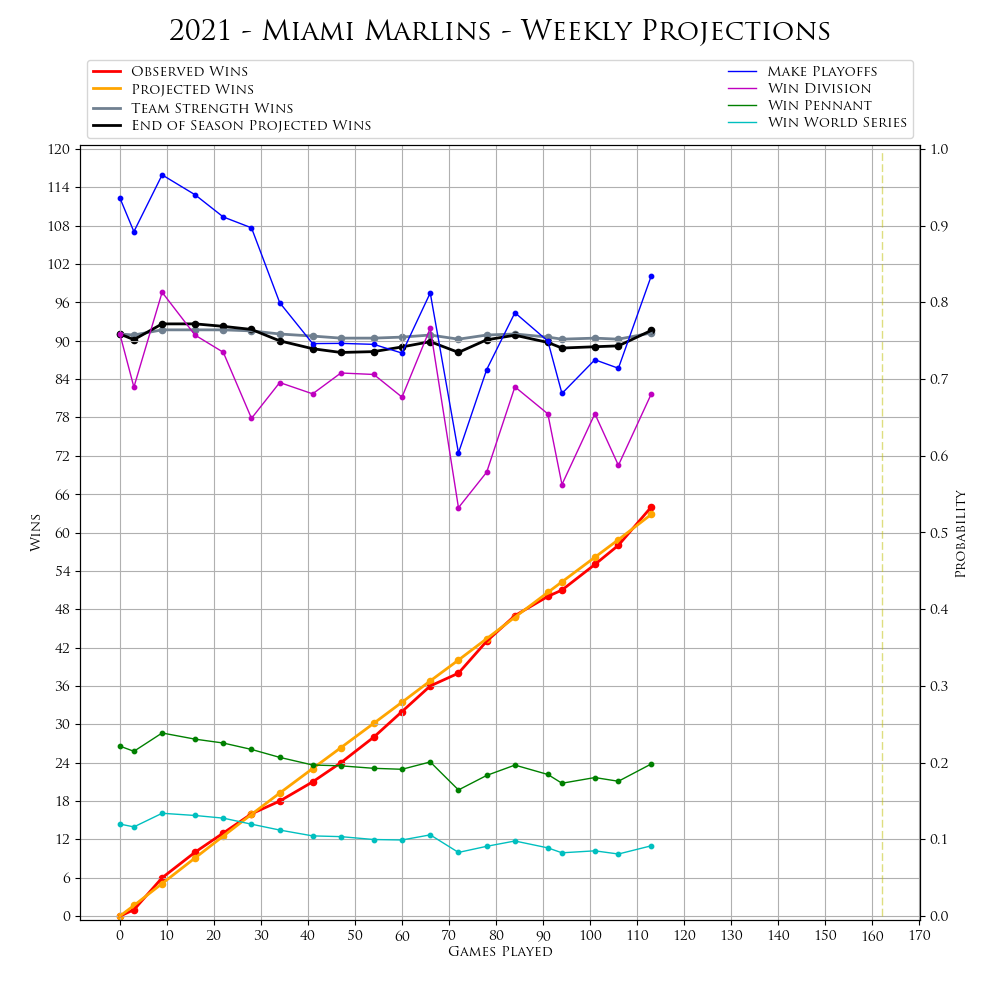 2021 - Miami Marlins - Weekly Projections
Observed Wins
Projected Wins
Team Strength Wins
End of Season Projected Wins
Make Playoffs
Win Division
Win Pennant
Win World Series
120
114
108
102
96
90
84
78
72
66
60
54
48
42
36
30
24
18
12
6
0
Wins
1.0
0.9
0.8
0.7
0.6
0.5
0.4
0.3
0.2
0.1
0.0
Probability
0 10 20 30 40 50 60 70 80 90 100 110 120 130 140 150 160 170
Games Played